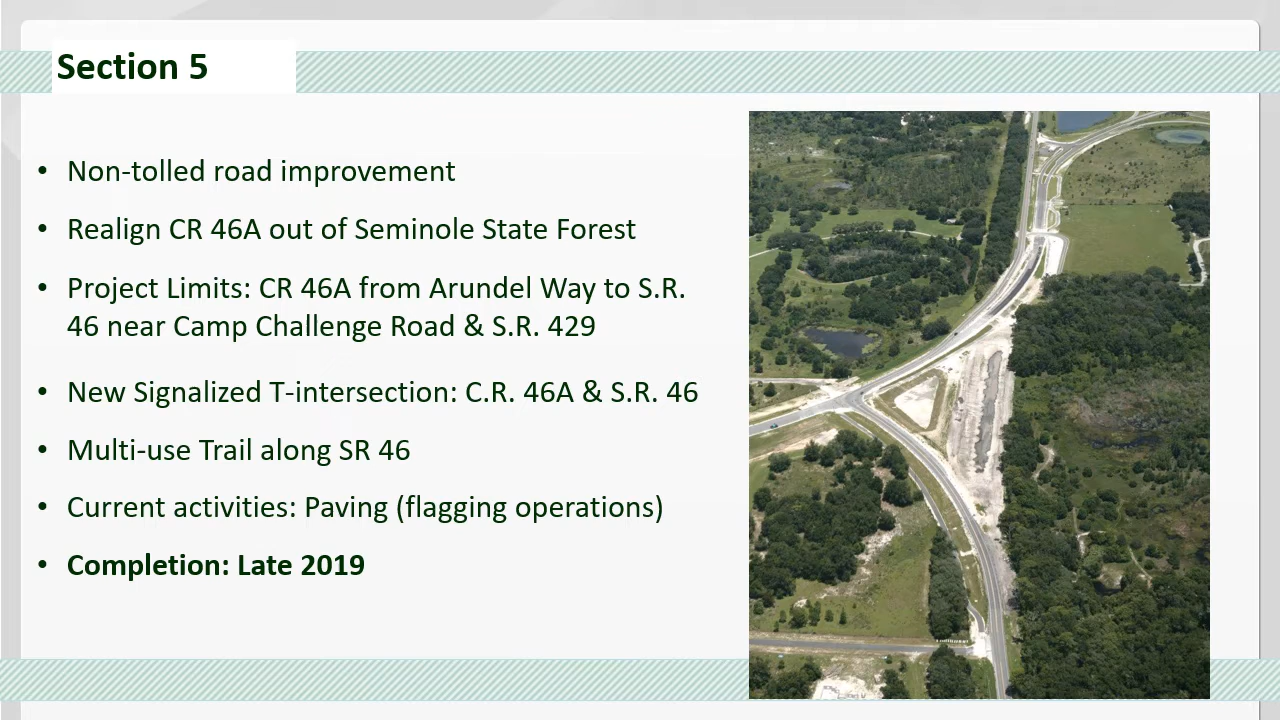 Section 5
• Non-tolled road improvement
• Realign CR 46A out of Seminole State Forest
• Project Limits: CR 46A from Arundel Way to S.R.
46 near Camp Challenge Road & S.R. 429
• New Signalized T-intersection: C.R. 46A & S.R. 46
• Multi-use Trail along SR 46
• Current activities: Paving (flagging operations)
• Completion: Late 2019